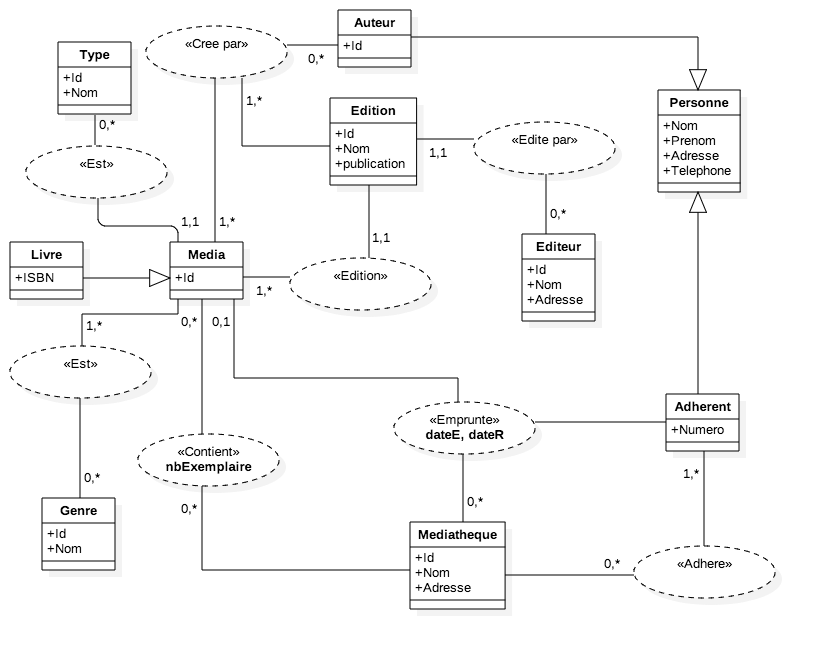 Auteur
+Id
«Cree par»
0,*
Type
+Id
+Nom
0,*
1,*
Edition
+Id
+Nom
+publication
1,1
«Edite par»
Personne
+Nom
+Prenom
+Adresse
+Telephone
«Est»
1,1
1,*
1,1
0,*
Livre
+ISBN
Media
+Id
1,*
«Edition»
Editeur
+Id
+Nom
+Adresse
1,*
0,*
0,1
«Est»
0,*
«Contient»
nbExemplaire
0,*
«Emprunte»
dateE, dateR
0,*
Adherent
+Numero
1,*
Genre
+Id
+Nom
Mediatheque
+Id
+Nom
+Adresse
0,*
«Adhere»